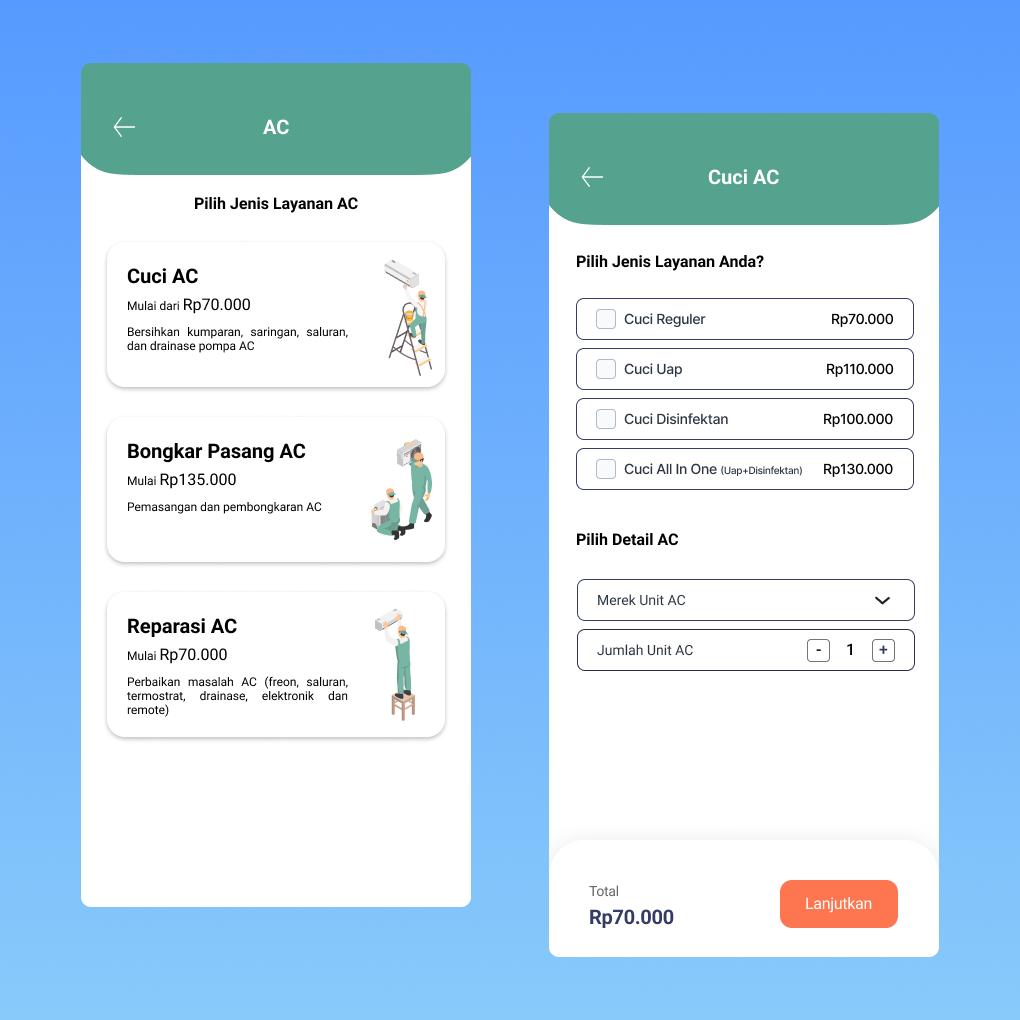 AC
Pilih Jenis Layanan AC
Cuci AC
Mulai dari Rp70.000
Bersihkan kumparan, saringan, saluran,
dan drainase pompa AC
Bongkar Pasang AC
Mulai Rp135.000
Pemasangan dan pembongkaran AC
Reparasi AC
Mulai Rp70.000
Perbaikan masalah AC (freon, saluran,
termostrat, drainase, elektronik dan
remote)
Cuci AC
Pilih Jenis Layanan Anda?
Cuci Reguler Rp70.000
Cuci Uap Rp110.000
Cuci Disinfektan Rp100.000
Cuci All In One (Uap+Disinfektan) Rp130.000
Pilih Detail AC
Merek Unit AC
Jumlah Unit AC - 1 +
Total
Rp70.000
Lanjutkan